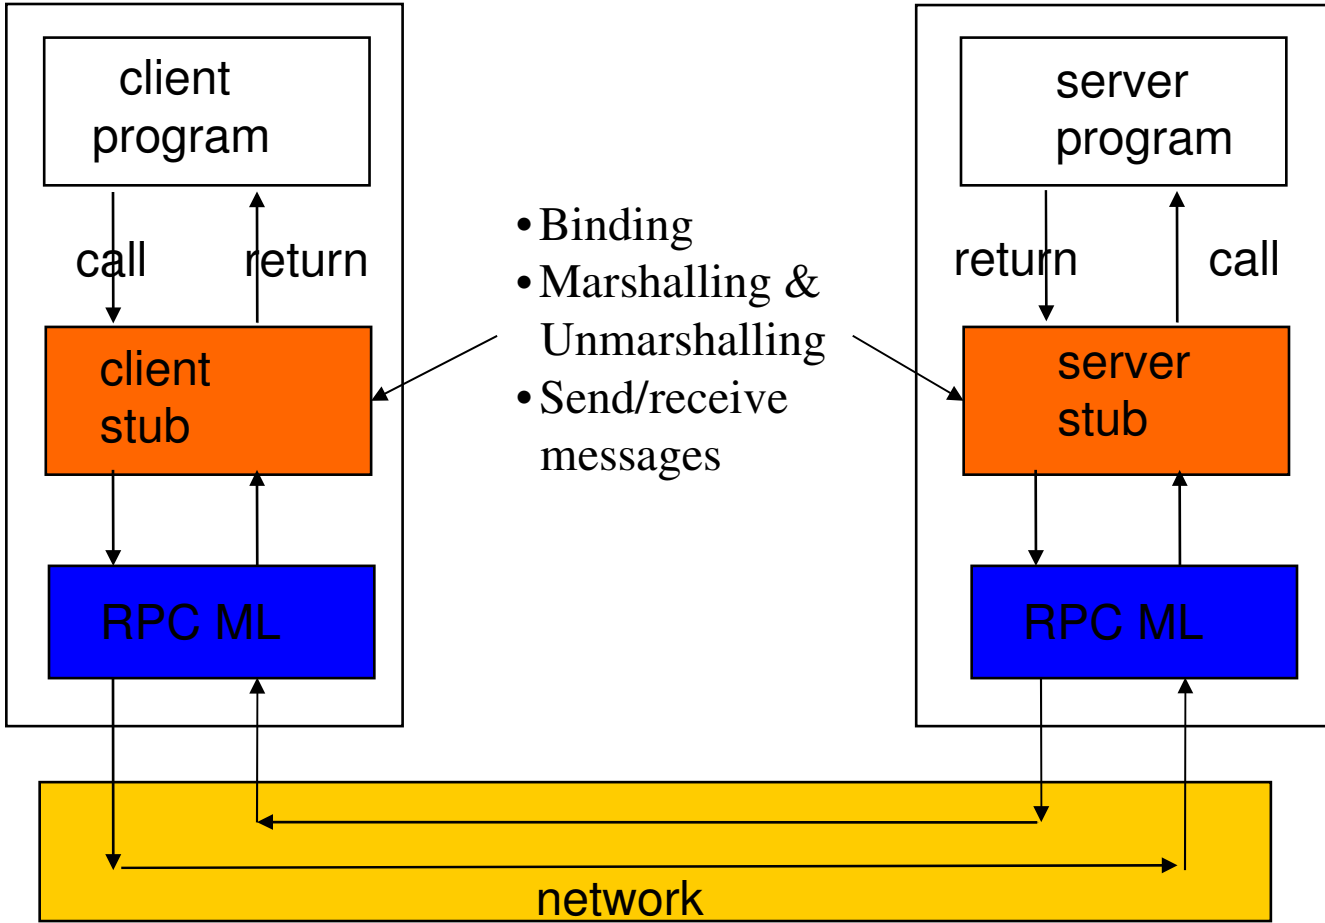 client
program
call
return
client
stub
RPC ML
• Binding
• Marshalling &
Unmarshalling
• Send/receive
messages
server
program
return
call
server
stub
RPC ML
network